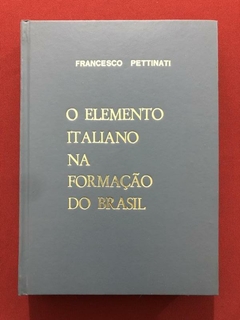 FRANCESCO PETTINATI
O ELEMENTO
ITALIANO
NA
FORMAÇÃO
DO BRASIL